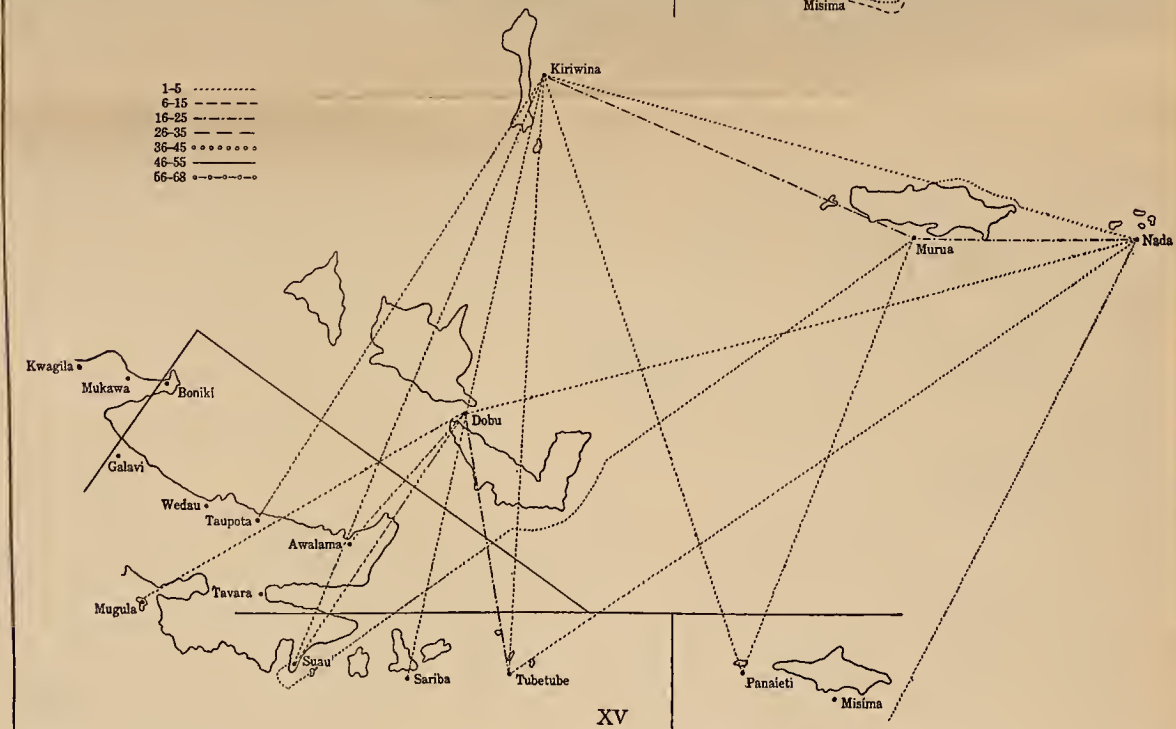 Misima
Kiriwina
1-5
6-15
16-25
26-35
36-45
46-55
56-68
Murua
Nada
Kwagila
Mukawa
Boniki
Dobu
Galavi
Wedau
Taupota
Awalama
Tavara
Mugula
Suau
Sariba
Tubetube
Panaieti
Misima
XV